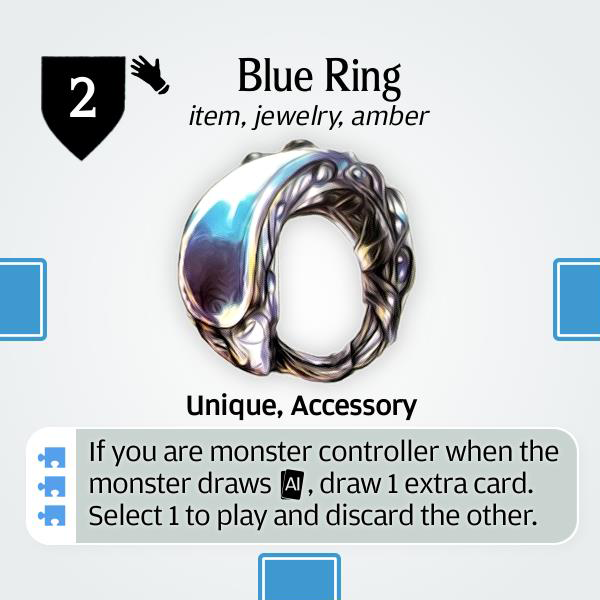 2
Blue Ring
item, jewelry, amber
Unique, Accessory
If you are monster controller when the
monster draws AI, draw 1 extra card.
Select 1 to play and discard the other.